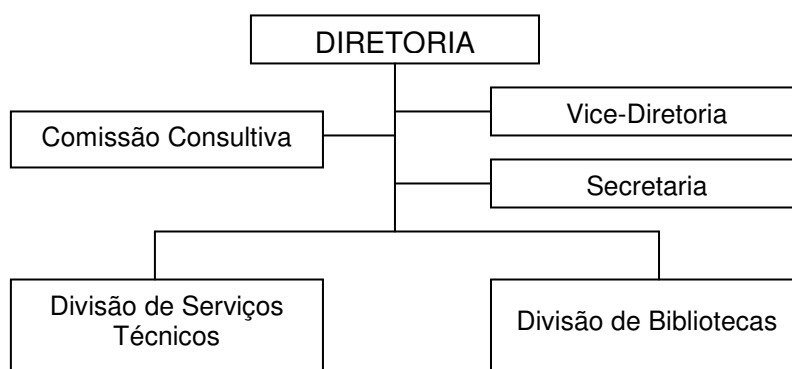 DIRETORIA
Vice-Diretoria
Comissão Consultiva
Secretaria
Divisão de Serviços
Técnicos
Divisão de Bibliotecas